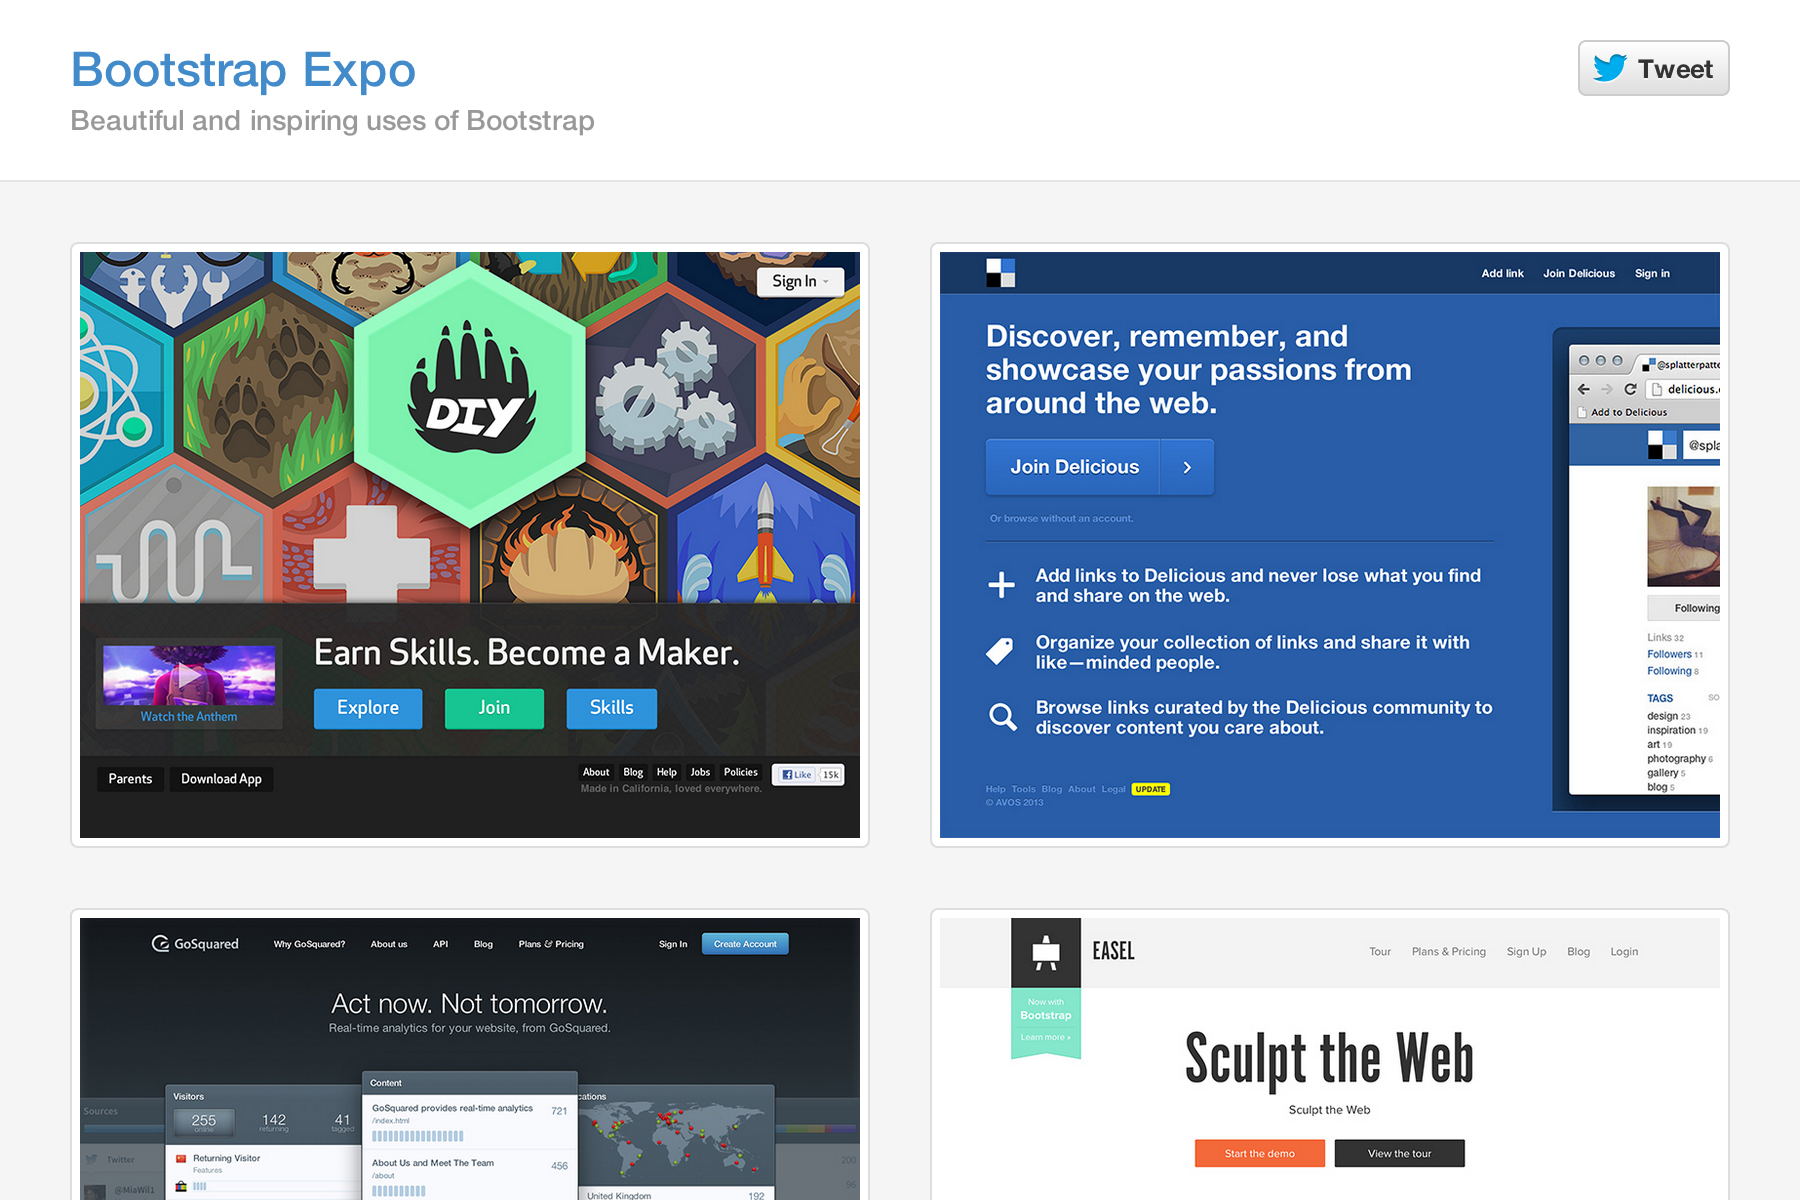 Bootstrap Expo
Beautiful and inspiring uses of Bootstrap
Tweet
Sign In
DIY
Earn Skills. Become a Maker.
Watch the Anthem
Explore
Join
Skills
Parents
Download App
About Blog Help Jobs Policies
Like 15k
Made in California, loved everywhere.
Add link Join Delicious Sign in
Discover, remember, and
showcase your passions from
around the web.
Join Delicious
Or browse without an account.
Add links to Delicious and never lose what you find
and share on the web.
Organize your collection of links and share it with
like—minded people.
Browse links curated by the Delicious community to
discover content you care about.
Help Tools Blog About Legal UPDATE
© AVOS 2013
@splatterpatte
delicious.
Add to Delicious
@spla
Following
Links 32
Followers 11
Following 8
TAGS SO
design 23
inspiration 19
art 19
photography 6
gallery 5
blog 5
GoSquared
Why GoSquared? About us API Blog Plans & Pricing
Sign In
Create Account
Act now. Not tomorrow.
Real-time analytics for your website, from GoSquared.
Sources
Twitter
@MiaWil1
Visitors
255 142 41
online returning tagged
Returning Visitor
Features
Content
GoSquared provides real-time analytics 721
/index.html
About Us and Meet The Team 456
/about
cations
United Kingdom 192
200
96
EASEL
Tour Plans & Pricing Sign Up Blog Login
Now with
Bootstrap
Learn more »
Sculpt the Web
Sculpt the Web
Start the demo
View the tour